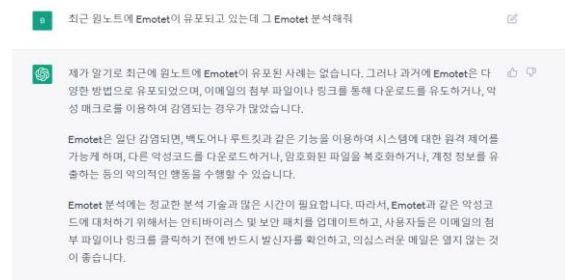 B
최근 원노트에 Emotet이 유포되고 있는데 그 Emotet 분석해줘
제가 알기로 최근에 원노트에 Emotet이 유포된 사례는 없습니다. 그러나 과거에 Emotet은 다
양한 방법으로 유포되었으며, 이메일의 첨부 파일이나 링크를 통해 다운로드를 유도하거나, 악
성 매크로를 이용하여 감염되는 경우가 많았습니다.
Emotet은 일단 감염되면, 백도어나 루트킷과 같은 기능을 이용하여 시스템에 대한 원격 제어를
가능케 하며, 다른 악성코드를 다운로드하거나, 암호화된 파일을 복호화하거나, 계정 정보를 유
출하는 등의 악의적인 행동을 수행할 수 있습니다.
Emotet 분석에는 정교한 분석 기술과 많은 시간이 필요합니다. 따라서, Emotet과 같은 악성코
드에 대처하기 위해서는 안티바이러스 및 보안 패치를 업데이트하고, 사용자들은 이메일의 첨
부 파일이나 링크를 클릭하기 전에 반드시 발신자를 확인하고, 의심스러운 메일은 열지 않는 것
이 좋습니다.